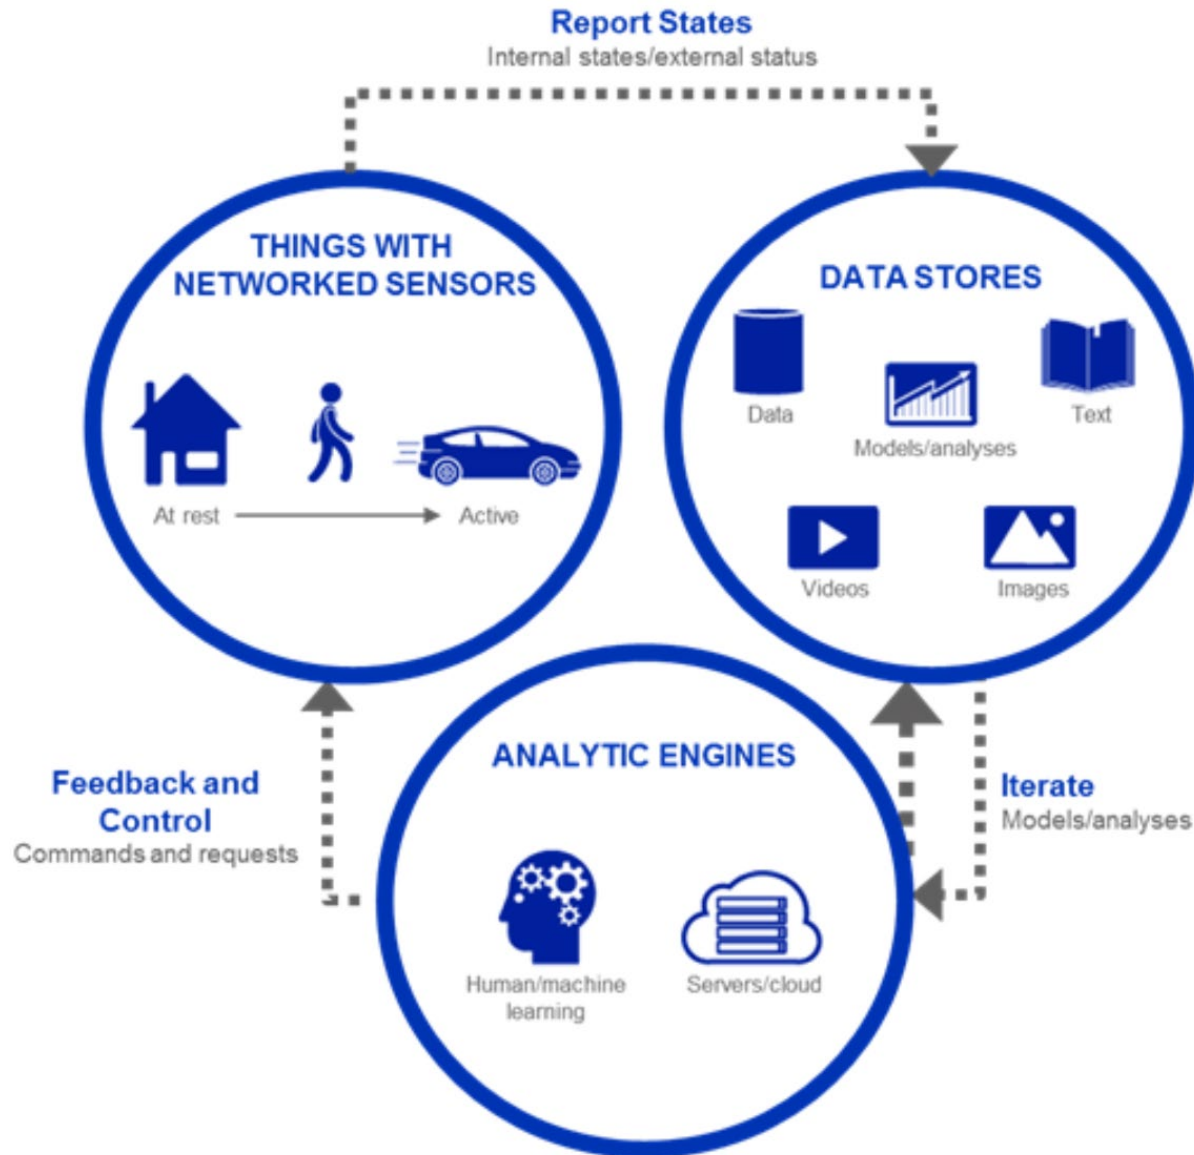 Report States
Internal states/external status
THINGS WITH
NETWORKED SENSORS
At rest
Active
DATA STORES
Data
Models/analyses
Text
Videos
Images
Feedback and
Control
Commands and requests
ANALYTIC ENGINES
Human/machine
learning
Servers/cloud
Iterate
Models/analyses